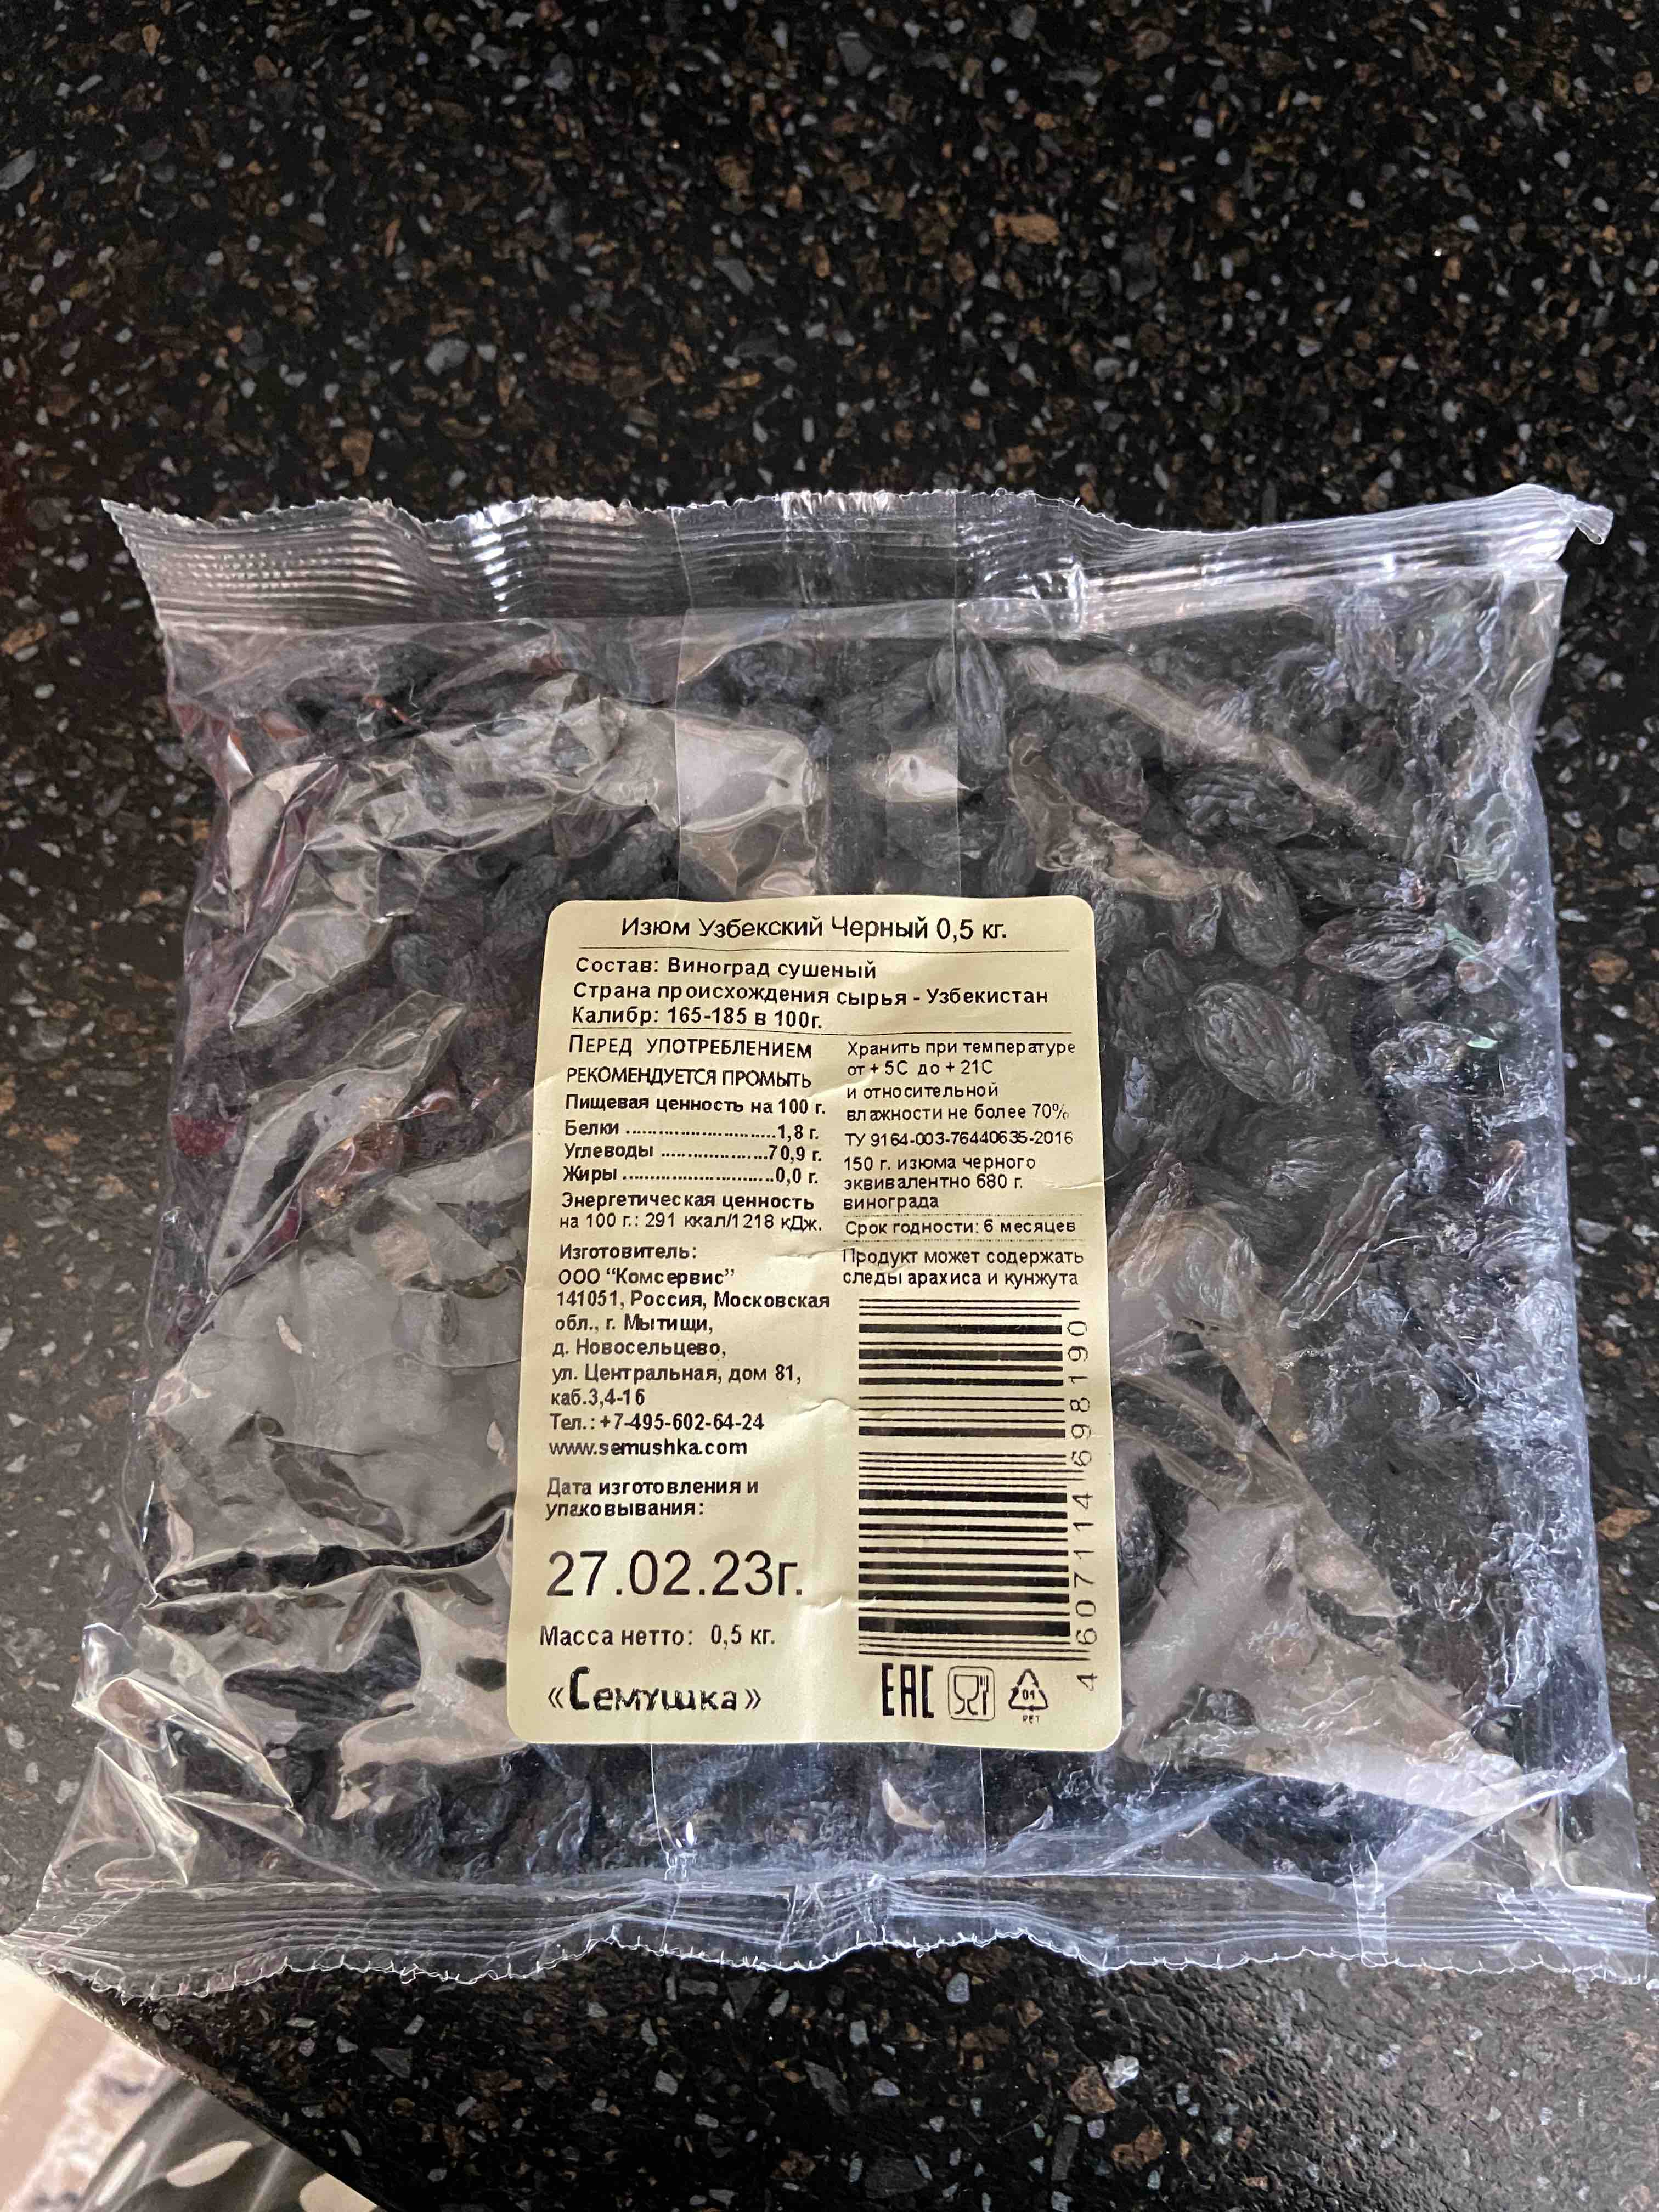 Изюм Узбекский Черный 0,5 кг.
Состав: Виноград сушеный
Страна происхождения сырья - Узбекистан
Калибр: 165-185 в 100г.
ПЕРЕД УПОТРЕБЛЕНИЕМ
РЕКОМЕНДУЕТСЯ ПРОМЫТЬ
Пищевая ценность на 100 г.
Белки ............................1,8 г.
Углеводы ....................70,9 г.
Жиры ............................0,0 г.
Энергетическая ценность
на 100 г.: 291 ккал/1218 кДж.
Изготовитель:
ООО “Комсервис”
141051, Россия, Московская
обл., г. Мытищи,
д. Новосельцево,
ул. Центральная, дом 81,
каб.3,4-16
Тел.: +7-495-602-64-24
www.semushka.com
Дата изготовления и
упаковывания:
27.02.23г.
Масса нетто: 0,5 кг.
«Семушка»
Хранить при температуре
от + 5С до + 21С
и относительной
влажности не более 70%
ТУ 9164-003-76440635-2016
150 г. изюма черного
эквивалентно 680 г.
винограда
Срок годности: 6 месяцев
Продукт может содержать
следы арахиса и кунжута
4 607114 698190
EAC
01
PET